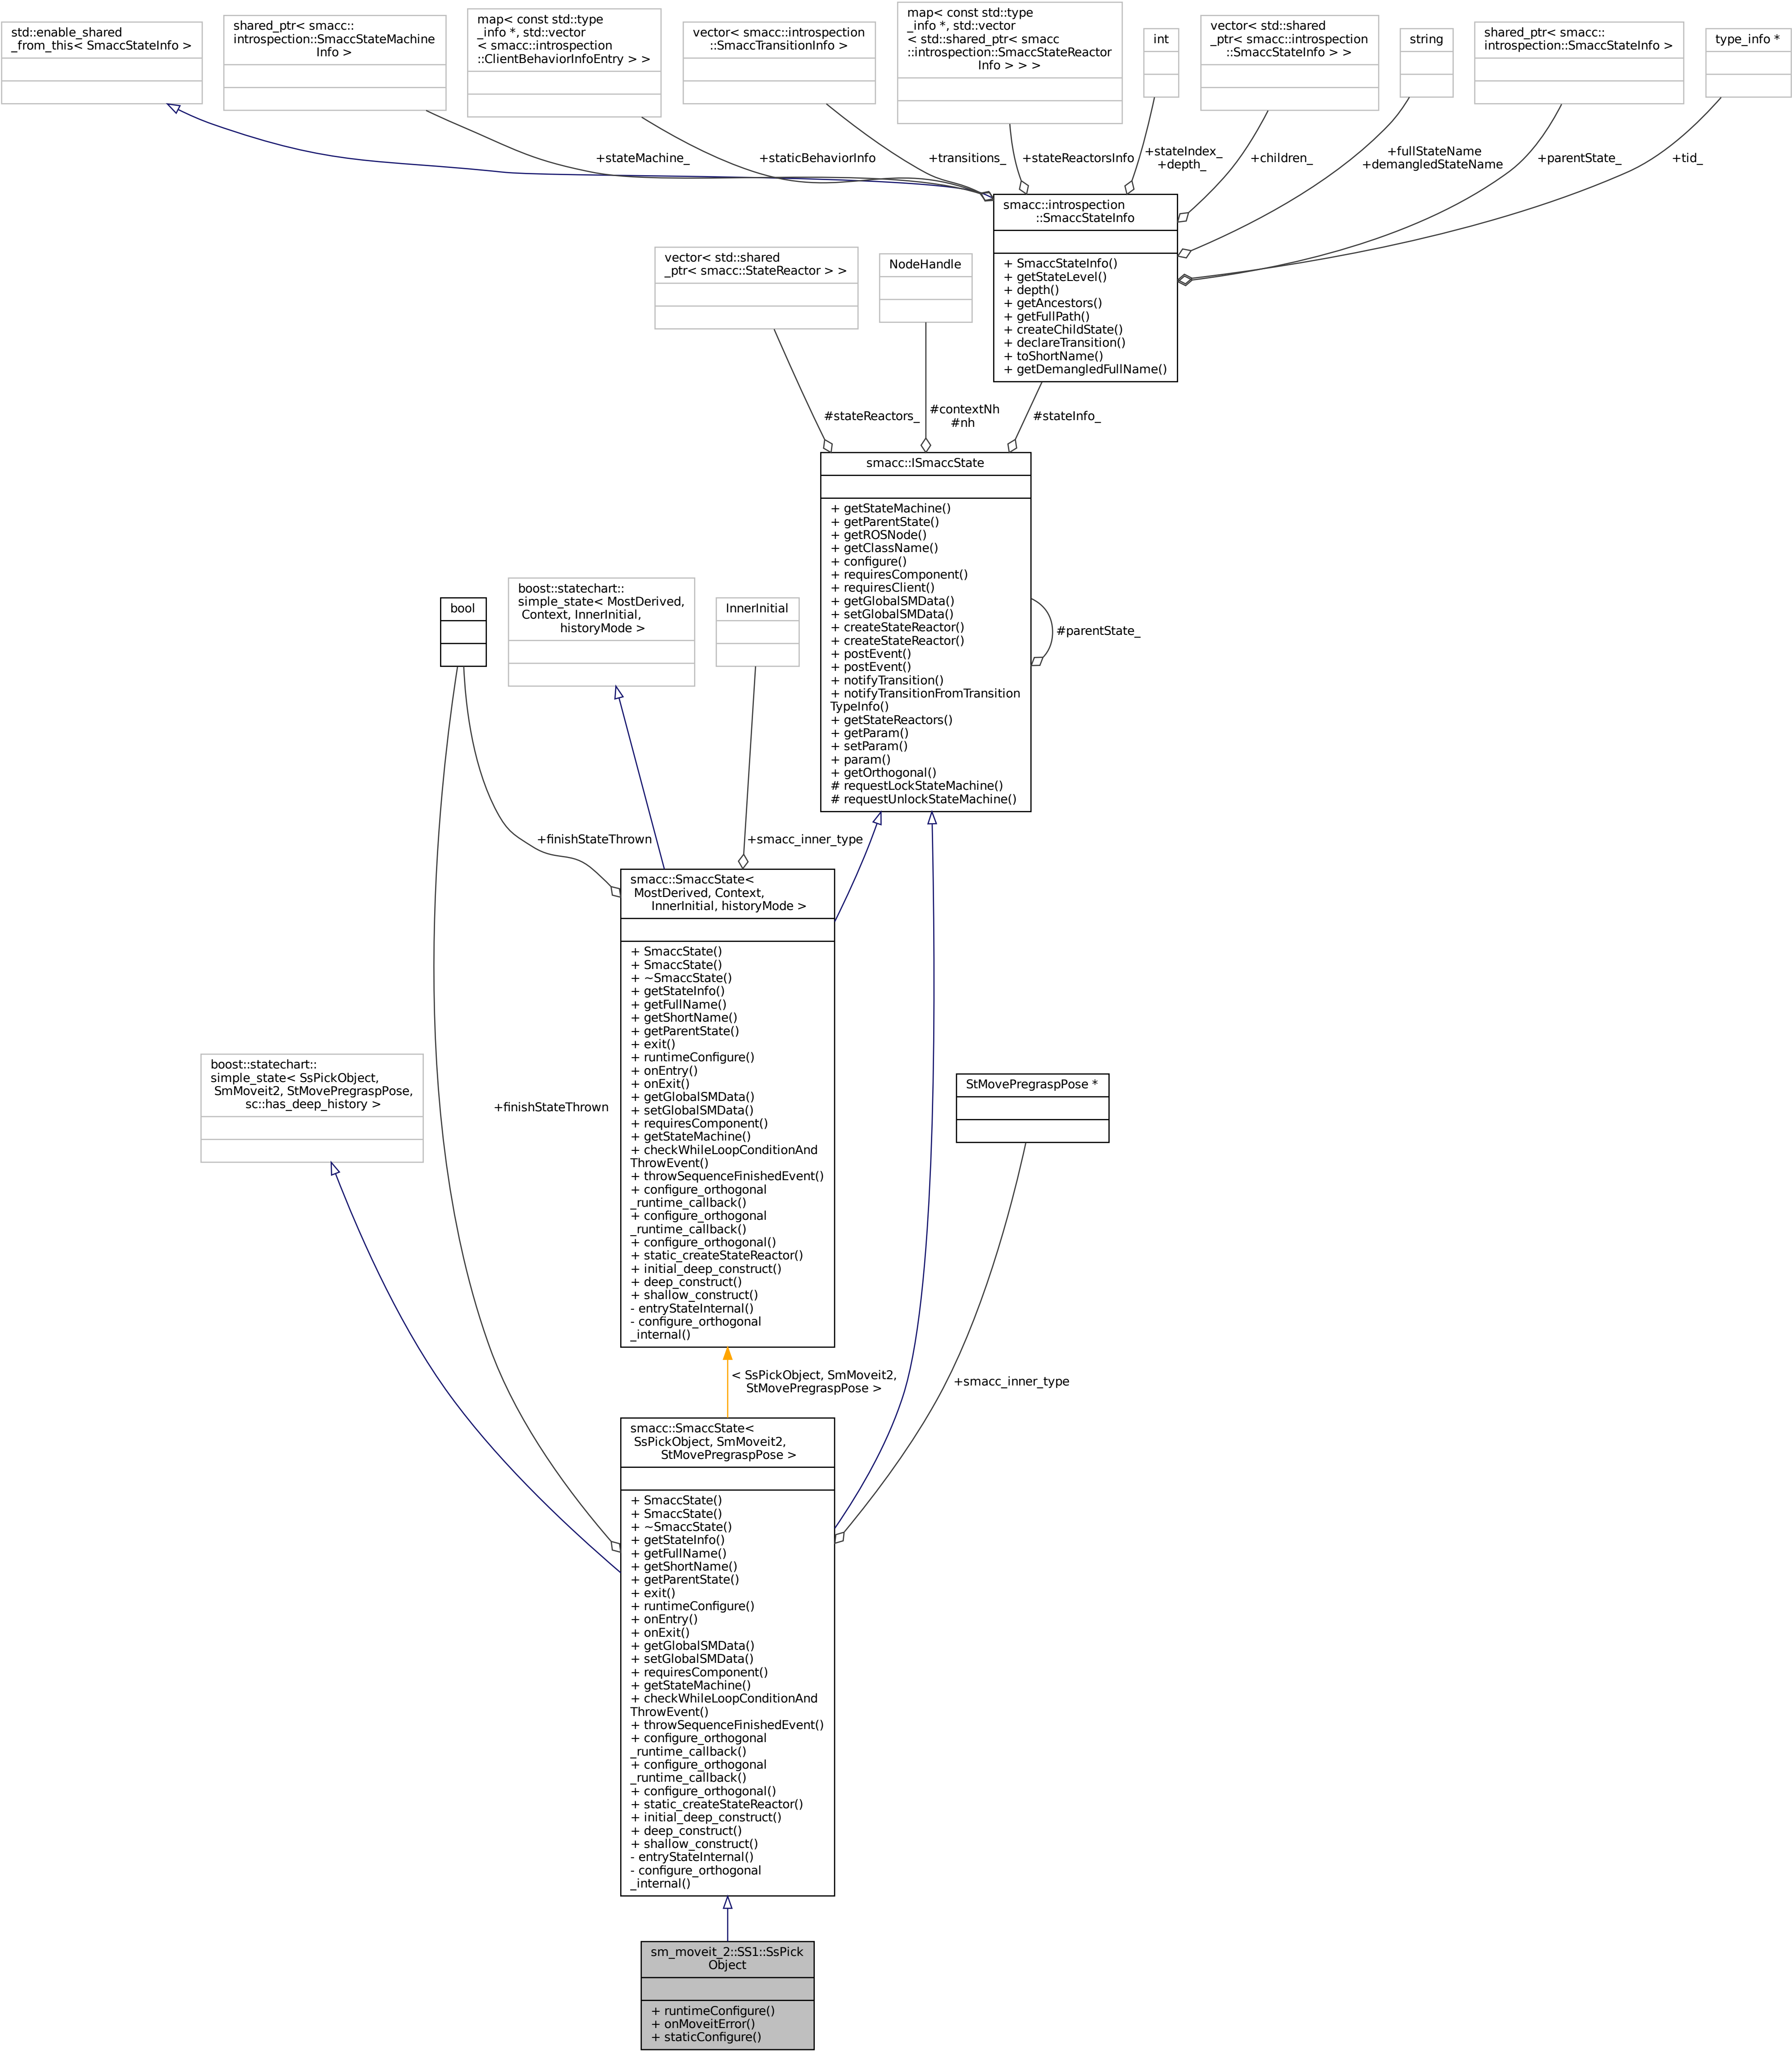 std::enable_shared
_from_this< SmaccStateInfo >
shared_ptr< smacc::
introspection::SmaccStateMachine
Info >
map< const std::type
_info *, std::vector
< smacc::introspection
::ClientBehaviorInfoEntry > >
vector< smacc::introspection
::SmaccTransitionInfo >
map< const std::type
_info *, std::vector
< std::shared_ptr< smacc
::introspection::SmaccStateReactor
Info > > >
int
vector< std::shared
_ptr< smacc::introspection
::SmaccStateInfo > >
string
shared_ptr< smacc::
introspection::SmaccStateInfo >
type_info *
+stateMachine_
+staticBehaviorInfo
+transitions_
+stateReactorsInfo
+stateIndex_
+depth_
+children_
+fullStateName
+demangledStateName
+parentState_
+tid_
smacc::introspection
::SmaccStateInfo
+ SmaccStateInfo()
+ getStateLevel()
+ depth()
+ getAncestors()
+ getFullPath()
+ createChildState()
+ declareTransition()
+ toShortName()
+ getDemangledFullName()
vector< std::shared
_ptr< smacc::StateReactor > >
NodeHandle
#stateReactors_
#contextNh
#nh
#stateInfo_
smacc::ISmaccState
+ getStateMachine()
+ getParentState()
+ getROSNode()
+ getClassName()
+ configure()
+ requiresComponent()
+ requiresClient()
+ getGlobalSMData()
+ setGlobalSMData()
+ createStateReactor()
+ createStateReactor()
+ postEvent()
+ postEvent()
+ notifyTransition()
+ notifyTransitionFromTransition
TypeInfo()
+ getStateReactors()
+ getParam()
+ setParam()
+ param()
+ getOrthogonal()
# requestLockStateMachine()
# requestUnlockStateMachine()
#parentState_
bool
boost::statechart::
simple_state< MostDerived,
Context, InnerInitial,
historyMode >
InnerInitial
+finishStateThrown
+smacc_inner_type
smacc::SmaccState<
MostDerived, Context,
InnerInitial, historyMode >
+ SmaccState()
+ SmaccState()
+ ~SmaccState()
+ getStateInfo()
+ getFullName()
+ getShortName()
+ getParentState()
+ exit()
+ runtimeConfigure()
+ onEntry()
+ onExit()
+ getGlobalSMData()
+ setGlobalSMData()
+ requiresComponent()
+ getStateMachine()
+ checkWhileLoopConditionAnd
ThrowEvent()
+ throwSequenceFinishedEvent()
+ configure_orthogonal
_runtime_callback()
+ configure_orthogonal
_runtime_callback()
+ configure_orthogonal()
+ static_createStateReactor()
+ initial_deep_construct()
+ deep_construct()
+ shallow_construct()
- entryStateInternal()
- configure_orthogonal
_internal()
boost::statechart::
simple_state< SsPickObject,
SmMoveit2, StMovePregraspPose,
sc::has_deep_history >
+finishStateThrown
StMovePregraspPose *
< SsPickObject, SmMoveit2,
StMovePregraspPose >
+smacc_inner_type
smacc::SmaccState<
SsPickObject, SmMoveit2,
StMovePregraspPose >
+ SmaccState()
+ SmaccState()
+ ~SmaccState()
+ getStateInfo()
+ getFullName()
+ getShortName()
+ getParentState()
+ exit()
+ runtimeConfigure()
+ onEntry()
+ onExit()
+ getGlobalSMData()
+ setGlobalSMData()
+ requiresComponent()
+ getStateMachine()
+ checkWhileLoopConditionAnd
ThrowEvent()
+ throwSequenceFinishedEvent()
+ configure_orthogonal
_runtime_callback()
+ configure_orthogonal
_runtime_callback()
+ configure_orthogonal()
+ static_createStateReactor()
+ initial_deep_construct()
+ deep_construct()
+ shallow_construct()
- entryStateInternal()
- configure_orthogonal
_internal()
sm_moveit_2::SS1::SsPick
Object
+ runtimeConfigure()
+ onMoveitError()
+ staticConfigure()